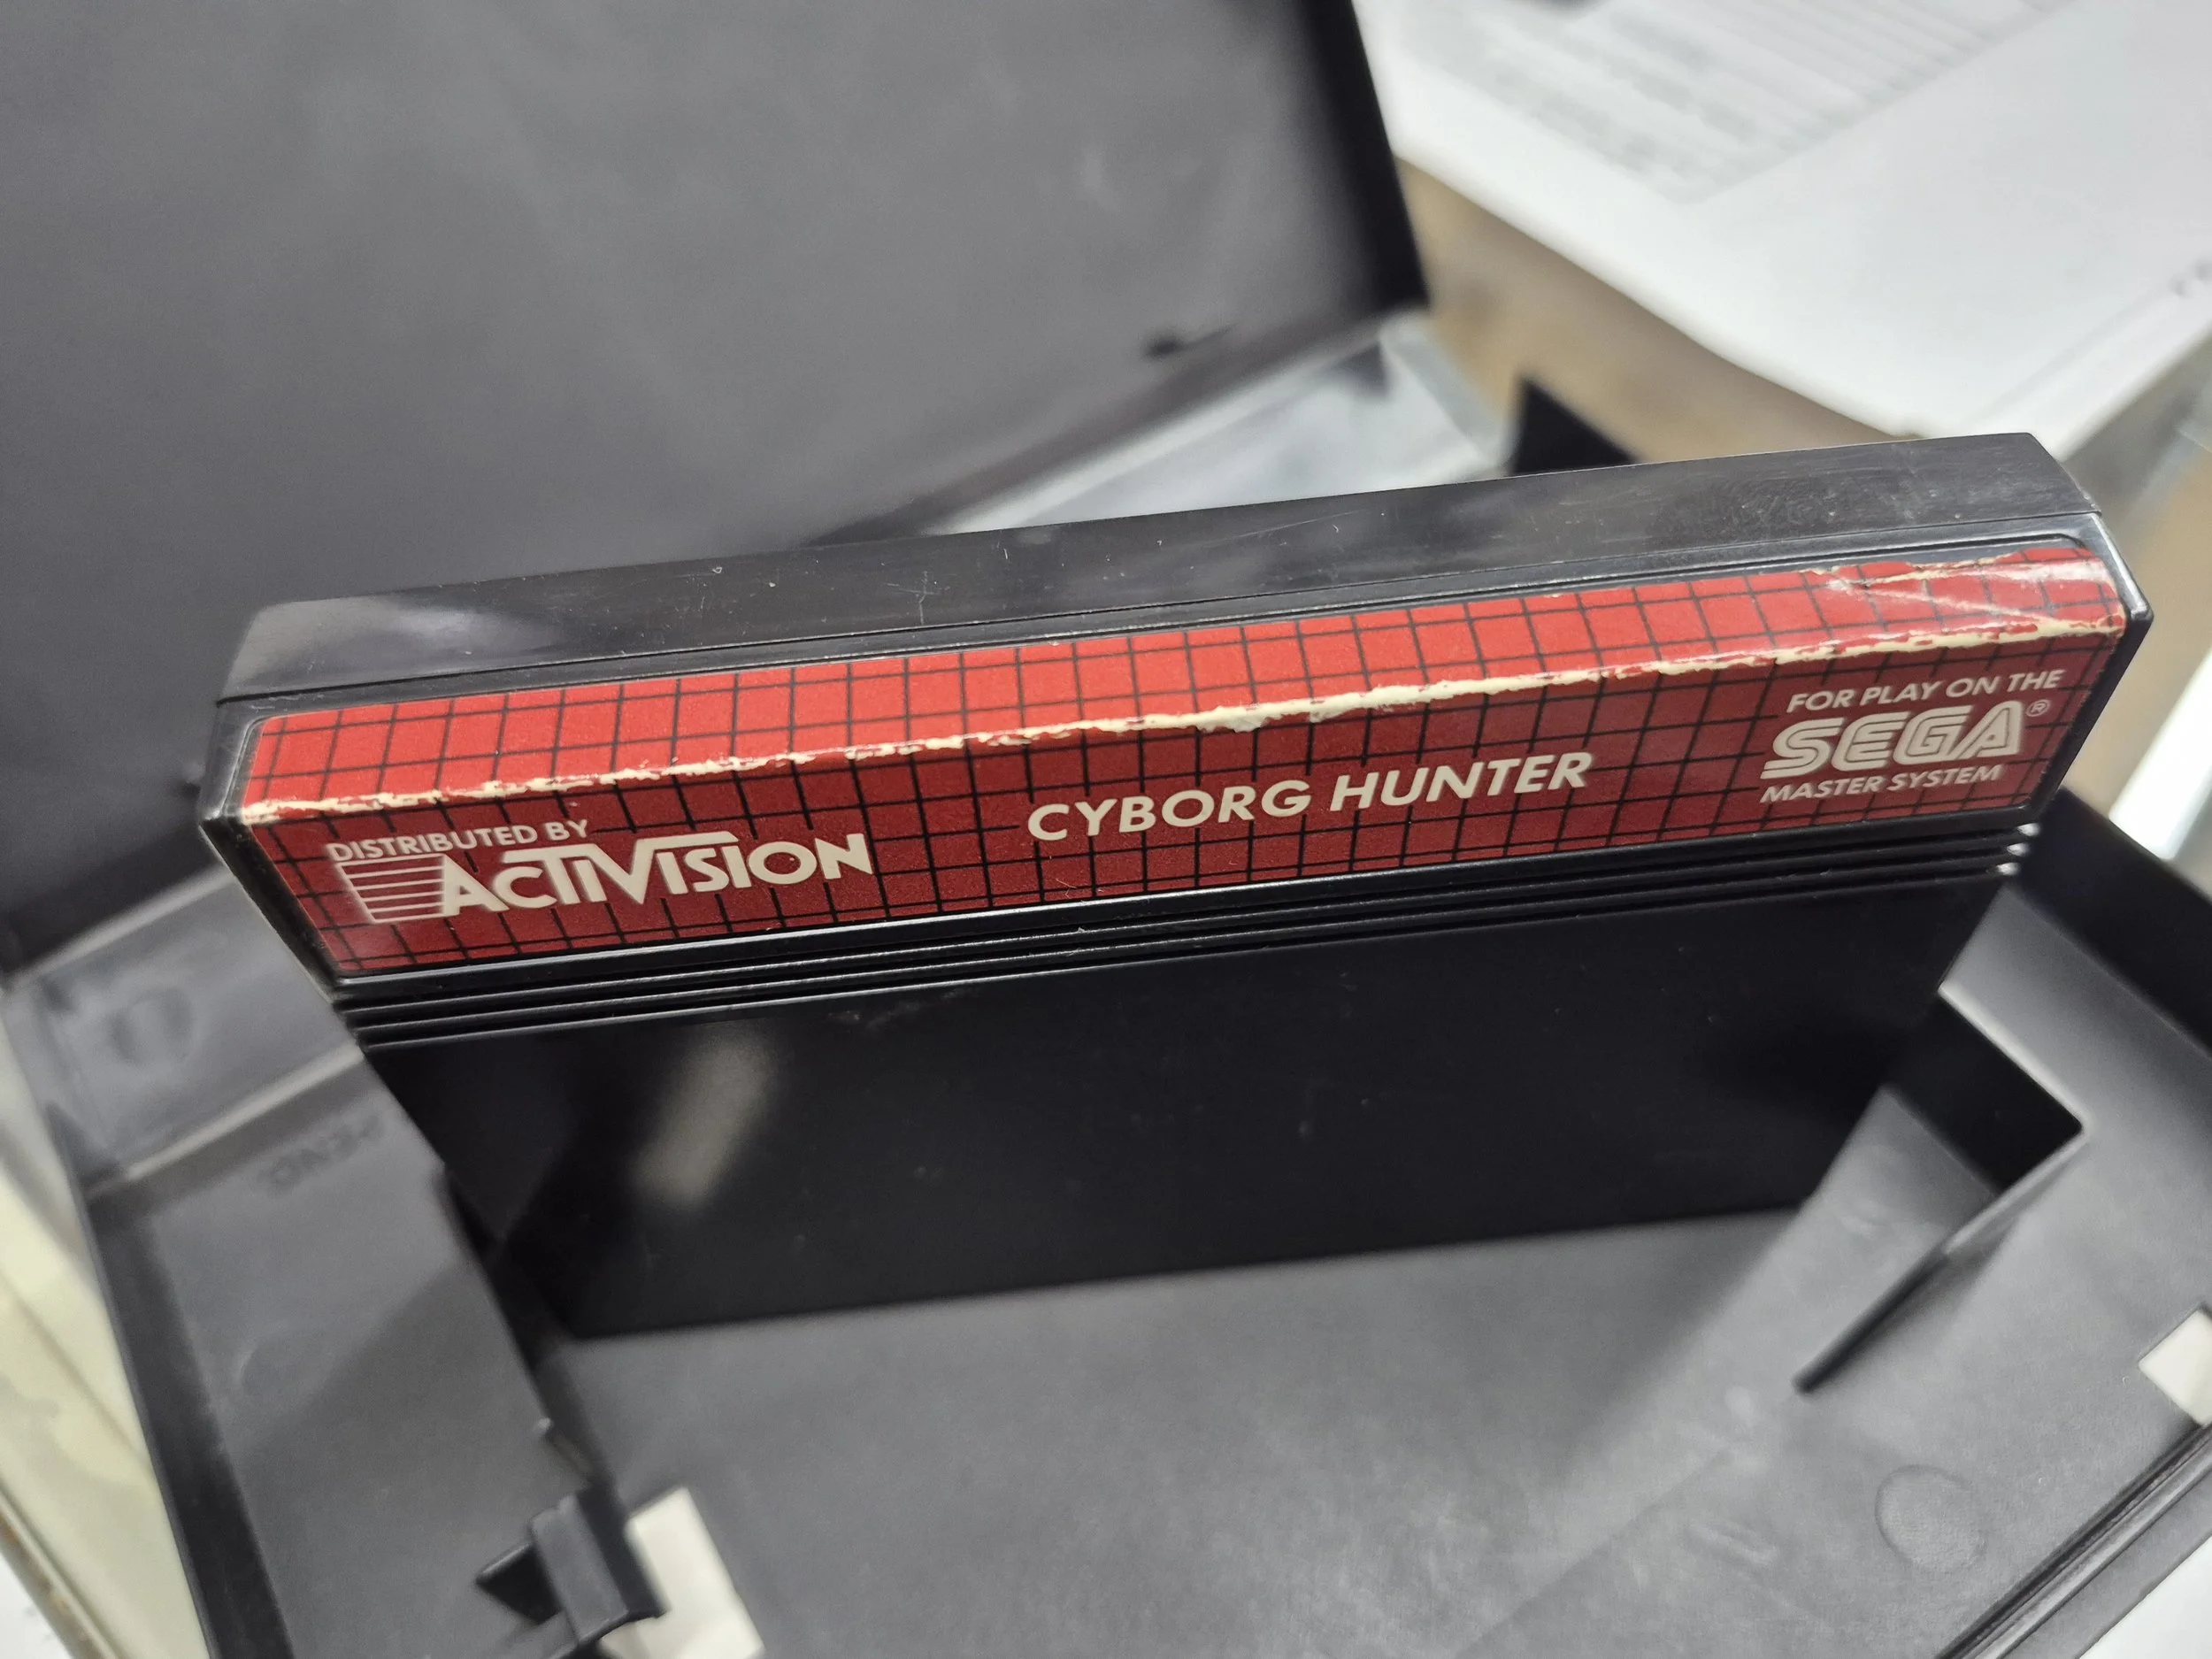 DISTRIBUTED BY
ACTIVISION
CYBORG HUNTER
FOR PLAY ON THE
SEGA®
MASTER SYSTEM